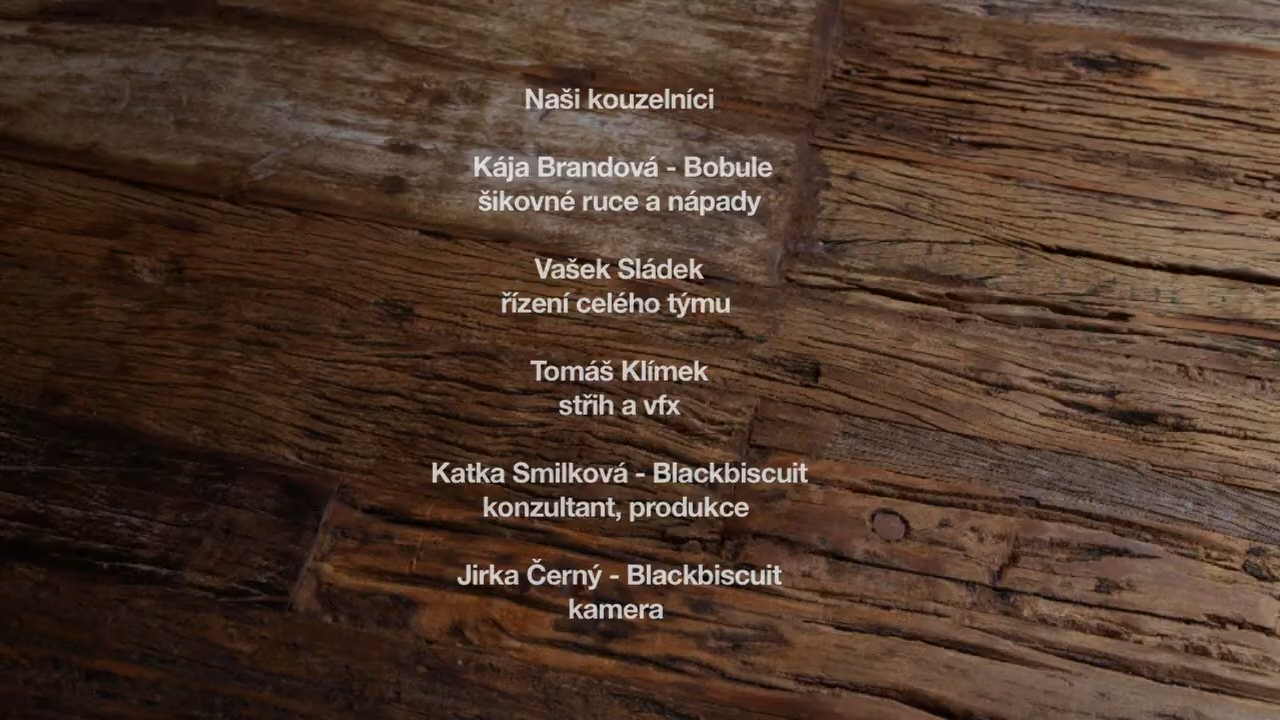 Naši kouzelníci
Kája Brandová - Bobule
šikovné ruce a nápady
Vašek Sládek
řízení celého týmu
Tomáš Klímek
střih a vfx
Katka Smilková - Blackbiscuit
konzultant, produkce
Jirka Černý - Blackbiscuit
kamera